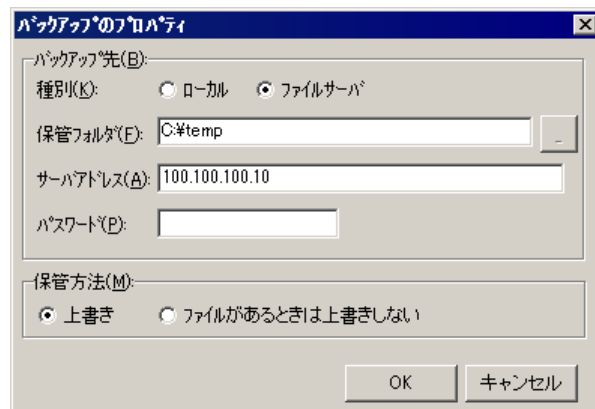 ﾊﾞｯｸｱｯﾌﾟのﾌﾟﾛﾊﾟﾃｨ
ﾊﾞｯｸｱｯﾌﾟ先(B):
種別(K): ﾛｰｶﾙ ﾌｧｲﾙｻｰﾊﾞ
保管ﾌｫﾙﾀﾞ(F): C:¥temp
ｻｰﾊﾞｱﾄﾞﾚｽ(A): 100.100.100.10
ﾊﾟｽﾜｰﾄﾞ(P):
保管方法(M):
上書き ﾌｧｲﾙがあるときは上書きしない
OK キャンセル